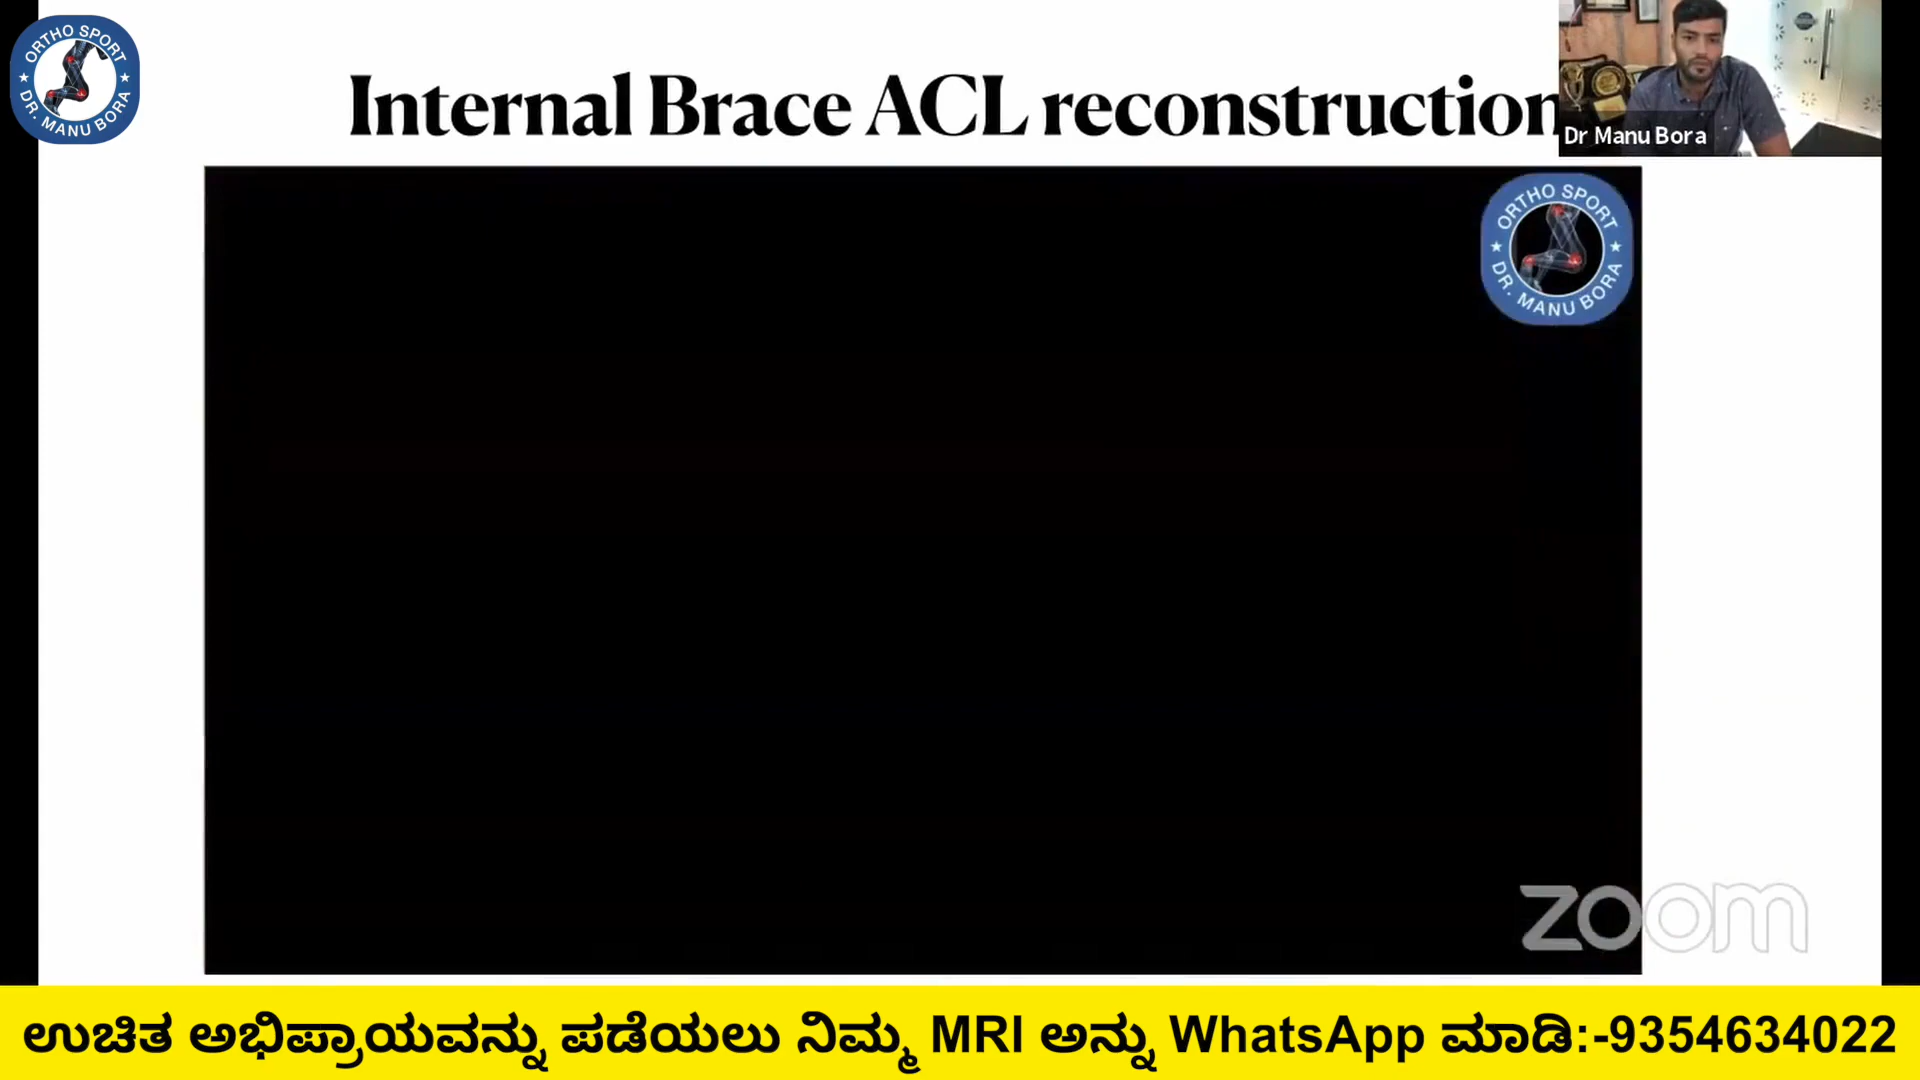 ORTHO SPORT
DR. MANU BORA
Internal Brace ACL reconstruction
Dr Manu Bora
ORTHO SPORT
DR. MANU BORA
zoom
ಉಚಿತ ಅಭಿಪ್ರಾಯವನ್ನು ಪಡೆಯಲು ನಿಮ್ಮ MRI ಅನ್ನು WhatsApp ಮಾಡಿ:-9354634022